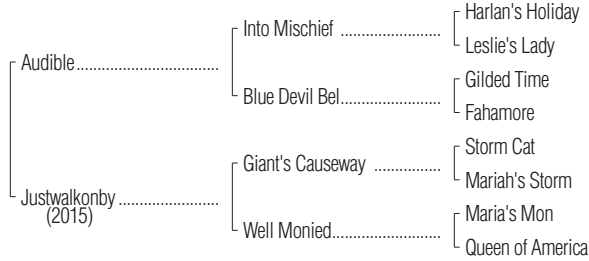 Harlan's Holiday
Into Mischief ....................
Leslie's Lady
Audible............................
Gilded Time
Blue Devil Bel....................
Fahamore
Storm Cat
Giant's Causeway .............
Mariah's Storm
Justwalkonby ...................
(2015)
Maria's Mon
Well Monied......................
Queen of America